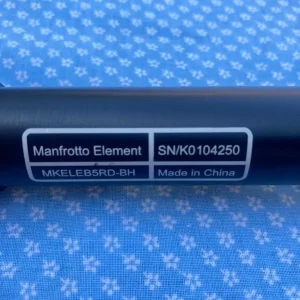 Manfrotto Element SN/K0104250
MKELEB5RD-BH Made in China